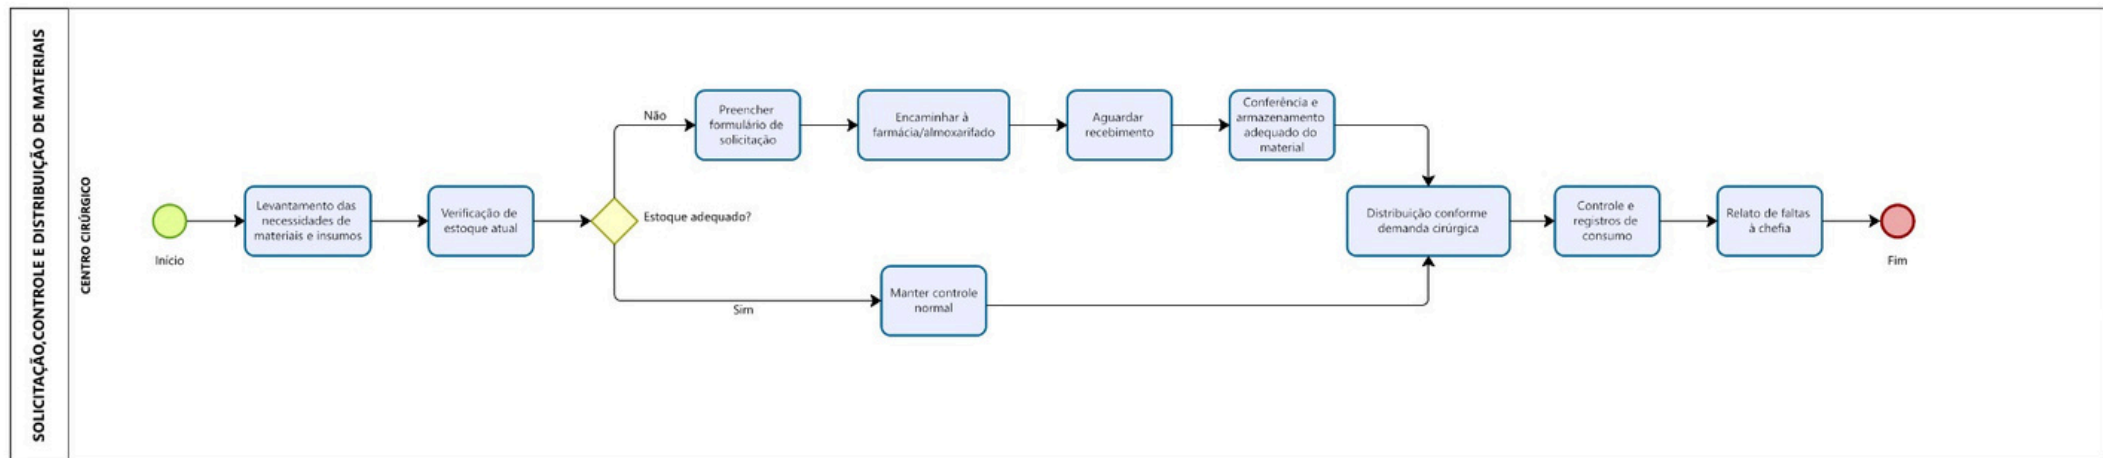 SOLICITAÇÃO,CONTROLE E DISTRIBUIÇÃO DE MATERIAIS
CENTRO CIRÚRGICO
Início
Levantamento das
necessidades de
materiais e insumos
Verificação de
estoque atual
Estoque adequado?
Não
Preencher
formulário de
solicitação
Encaminhar à
farmácia/almoxarifado
Aguardar
recebimento
Conferência e
armazenamento
adequado do
material
Sim
Manter controle
normal
Distribuição conforme
demanda cirúrgica
Controle e
registros de
consumo
Relato de faltas
à chefia
Fim